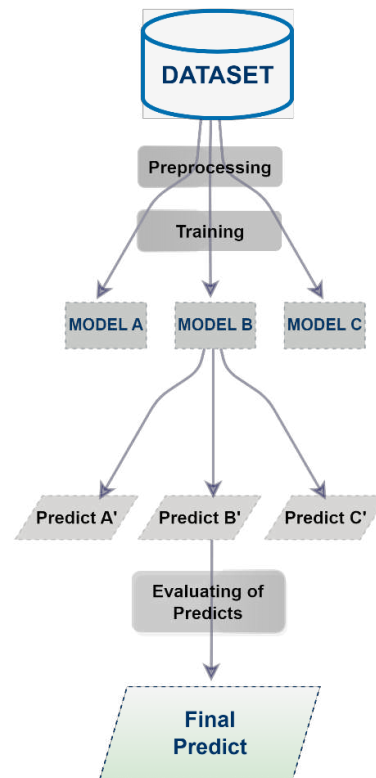 DATASET
Preprocessing
Training
MODEL A
MODEL B
MODEL C
Predict A'
Predict B'
Predict C'
Evaluating of
Predicts
Final
Predict